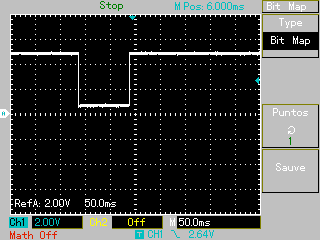 Stop M Pos: 6.000ms Bit Map
Type
Bit Map
Puntos
1
Sauve
RefA: 2.00V 50.0ms
Ch1 2.00V Ch2 Off M 50.0ms
Math Off T CH1 2.64V